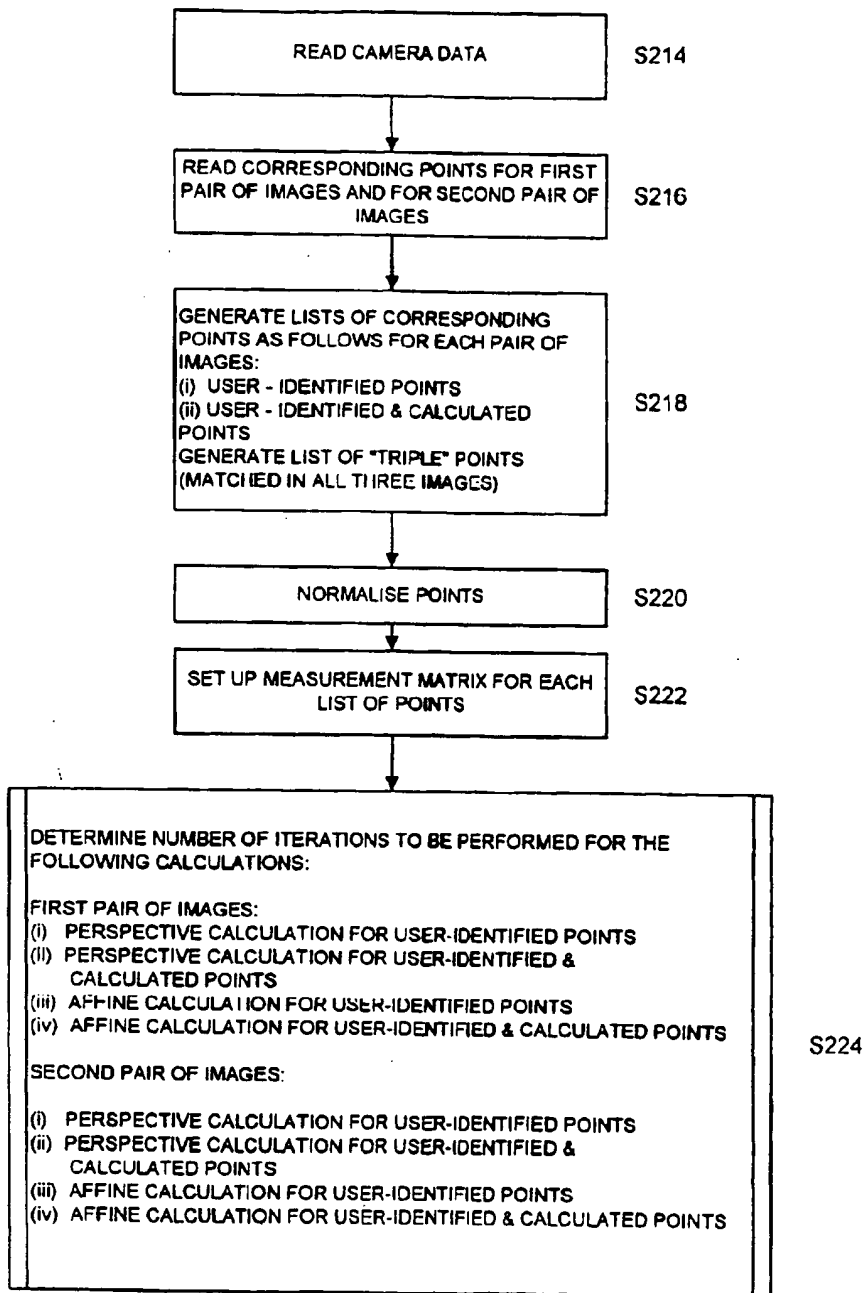 READ CAMERA DATA
S214
READ CORRESPONDING POINTS FOR FIRST
PAIR OF IMAGES AND FOR SECOND PAIR OF
IMAGES
S216
GENERATE LISTS OF CORRESPONDING
POINTS AS FOLLOWS FOR EACH PAIR OF
IMAGES:
(i) USER - IDENTIFIED POINTS
(ii) USER - IDENTIFIED & CALCULATED
POINTS
GENERATE LIST OF "TRIPLE" POINTS
(MATCHED IN ALL THREE IMAGES)
S218
NORMALISE POINTS
S220
SET UP MEASUREMENT MATRIX FOR EACH
LIST OF POINTS
S222
DETERMINE NUMBER OF ITERATIONS TO BE PERFORMED FOR THE
FOLLOWING CALCULATIONS:
FIRST PAIR OF IMAGES:
(i) PERSPECTIVE CALCULATION FOR USER-IDENTIFIED POINTS
(ii) PERSPECTIVE CALCULATION FOR USER-IDENTIFIED &
CALCULATED POINTS
(iii) AFFINE CALCULATION FOR USER-IDENTIFIED POINTS
(iv) AFFINE CALCULATION FOR USER-IDENTIFIED & CALCULATED POINTS
SECOND PAIR OF IMAGES:
(i) PERSPECTIVE CALCULATION FOR USER-IDENTIFIED POINTS
(ii) PERSPECTIVE CALCULATION FOR USER-IDENTIFIED &
CALCULATED POINTS
(iii) AFFINE CALCULATION FOR USER-IDENTIFIED POINTS
(iv) AFFINE CALCULATION FOR USER-IDENTIFIED & CALCULATED POINTS
S224